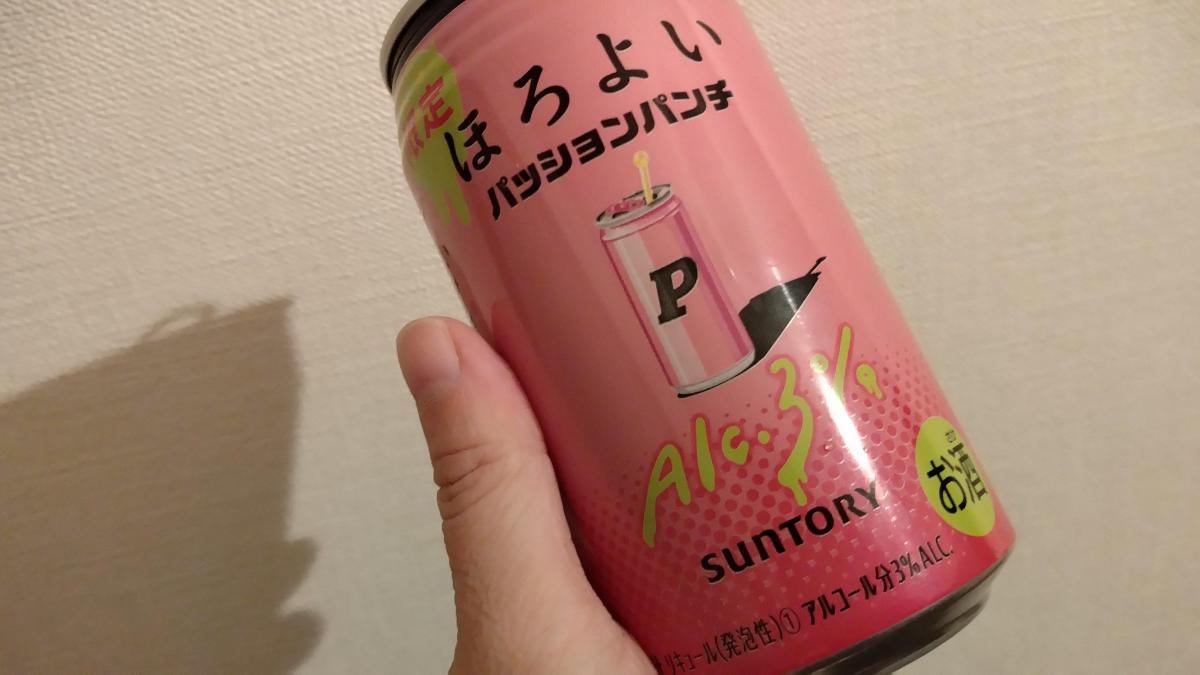 限定
ほろよい
パッションパンチ
P
Alc.3%
お酒
SUNTORY
リキュール(発泡性)① アルコール分3% ALC.